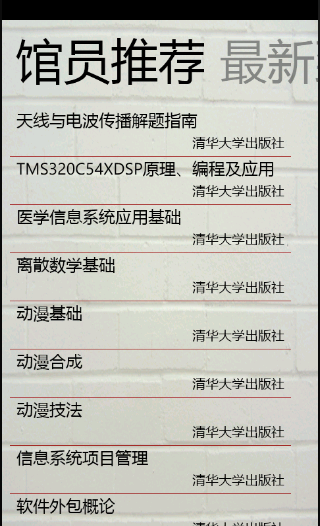 馆员推荐 最新
天线与电波传播解题指南
清华大学出版社
TMS320C54XDSP原理、编程及应用
清华大学出版社
医学信息系统应用基础
清华大学出版社
离散数学基础
清华大学出版社
动漫基础
清华大学出版社
动漫合成
清华大学出版社
动漫技法
清华大学出版社
信息系统项目管理
清华大学出版社
软件外包概论
清华大学出版社